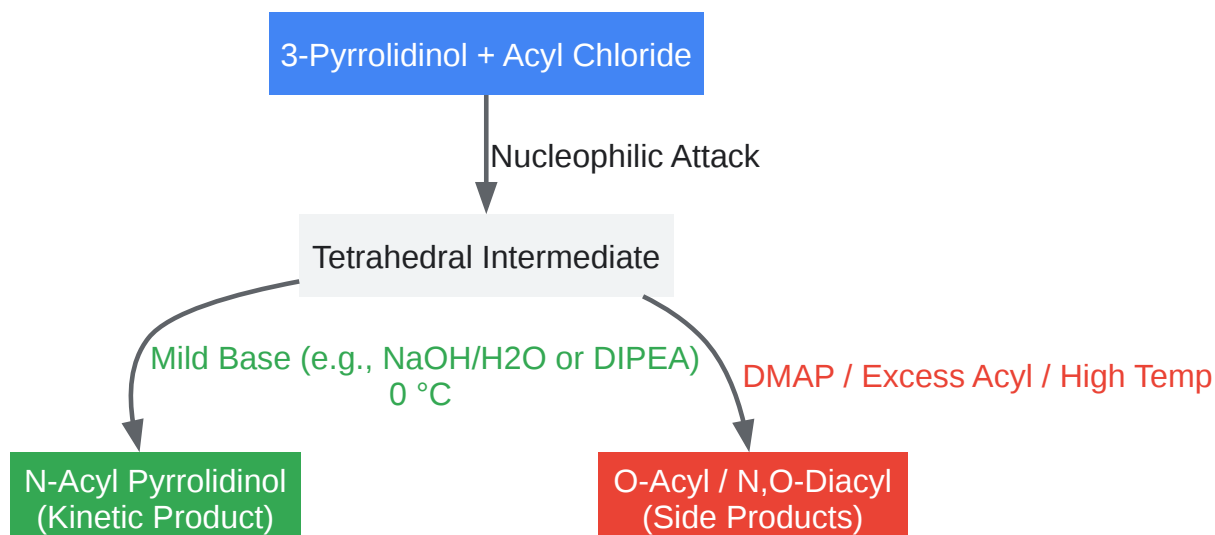 3-Pyrrolidinol + Acyl Chloride
Nucleophilic Attack
Tetrahedral Intermediate
Mild Base (e.g., NaOH/H2O or DIPEA)
0 °C
DMAP / Excess Acyl / High Temp
N-Acyl Pyrrolidinol
(Kinetic Product)
O-Acyl / N,O-Diacyl
(Side Products)